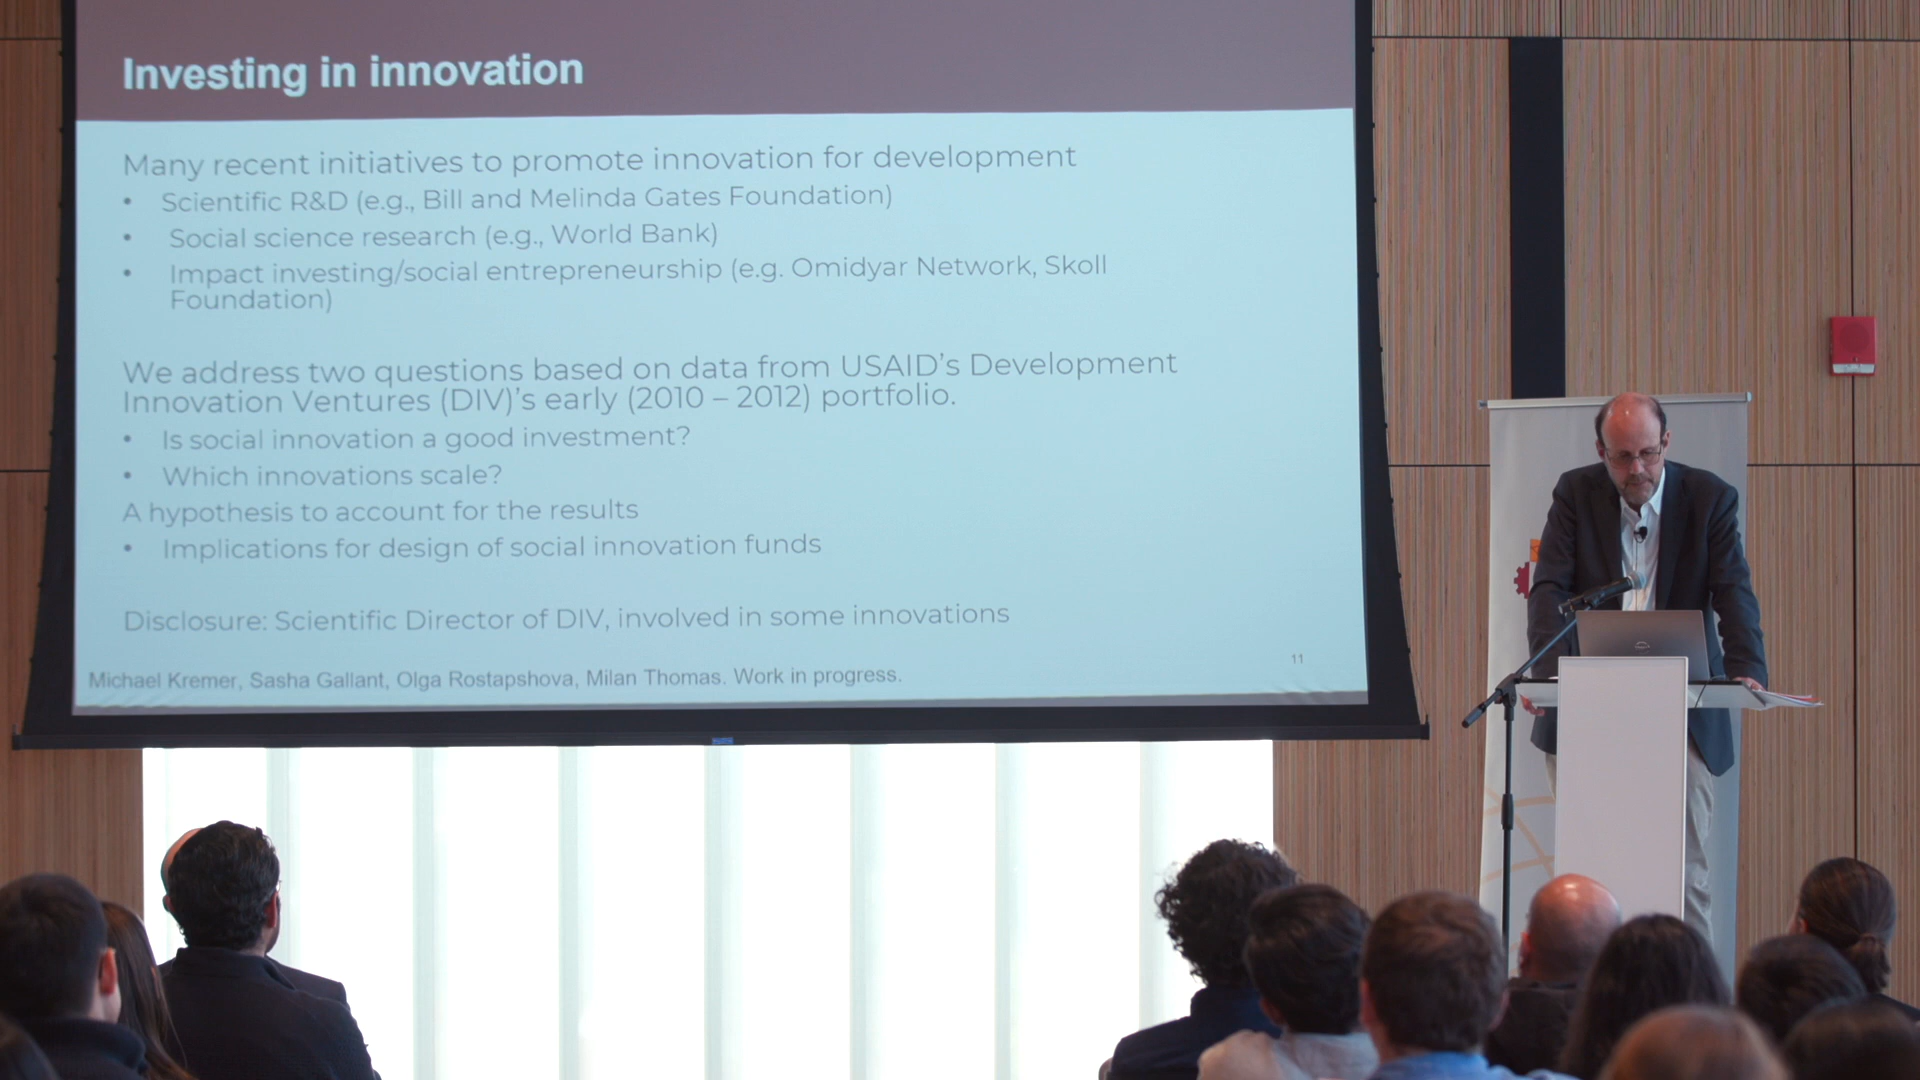 Investing in innovation
Many recent initiatives to promote innovation for development
• Scientific R&D (e.g., Bill and Melinda Gates Foundation)
• Social science research (e.g., World Bank)
• Impact investing/social entrepreneurship (e.g. Omidyar Network, Skoll
Foundation)
We address two questions based on data from USAID's Development
Innovation Ventures (DIV)'s early (2010 – 2012) portfolio.
• Is social innovation a good investment?
• Which innovations scale?
A hypothesis to account for the results
• Implications for design of social innovation funds
Disclosure: Scientific Director of DIV, involved in some innovations
11
Michael Kremer, Sasha Gallant, Olga Rostapshova, Milan Thomas. Work in progress.